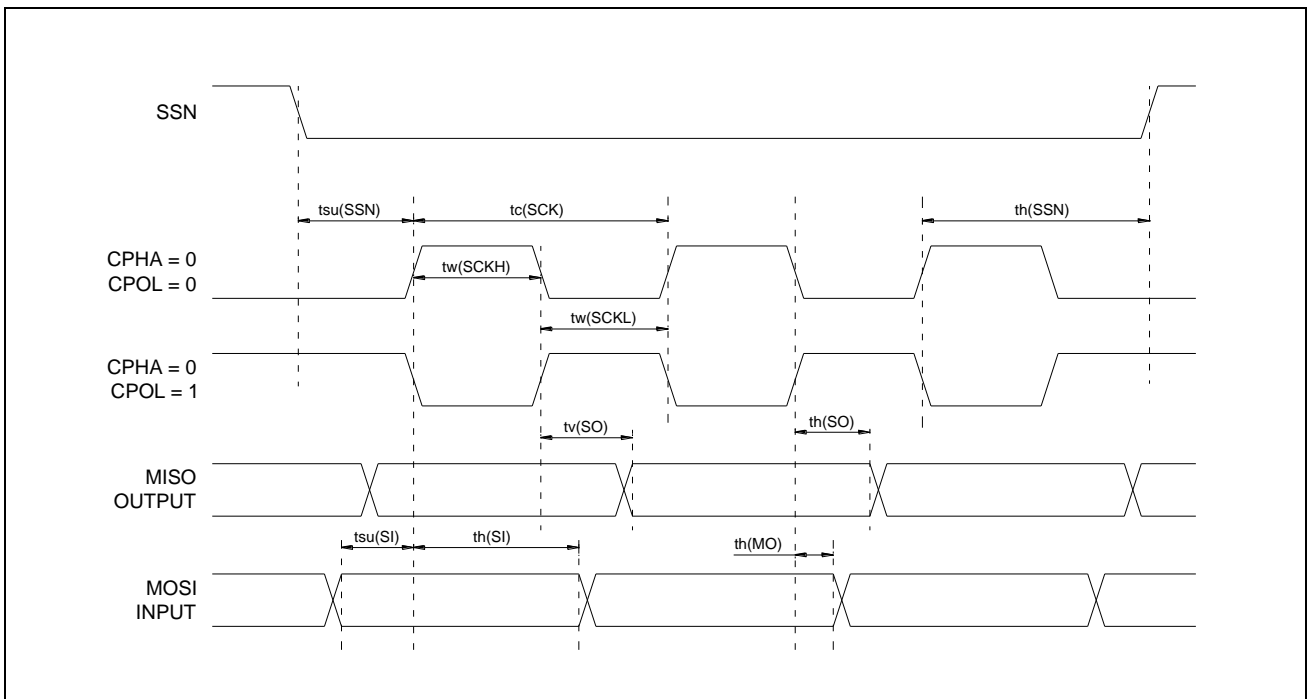 SSN
tsu(SSN)
tc(SCK)
th(SSN)
CPHA = 0
CPOL = 0
tw(SCKH)
tw(SCKL)
CPHA = 0
CPOL = 1
tv(SO)
th(SO)
MISO
OUTPUT
tsu(SI)
th(SI)
th(MO)
MOSI
INPUT